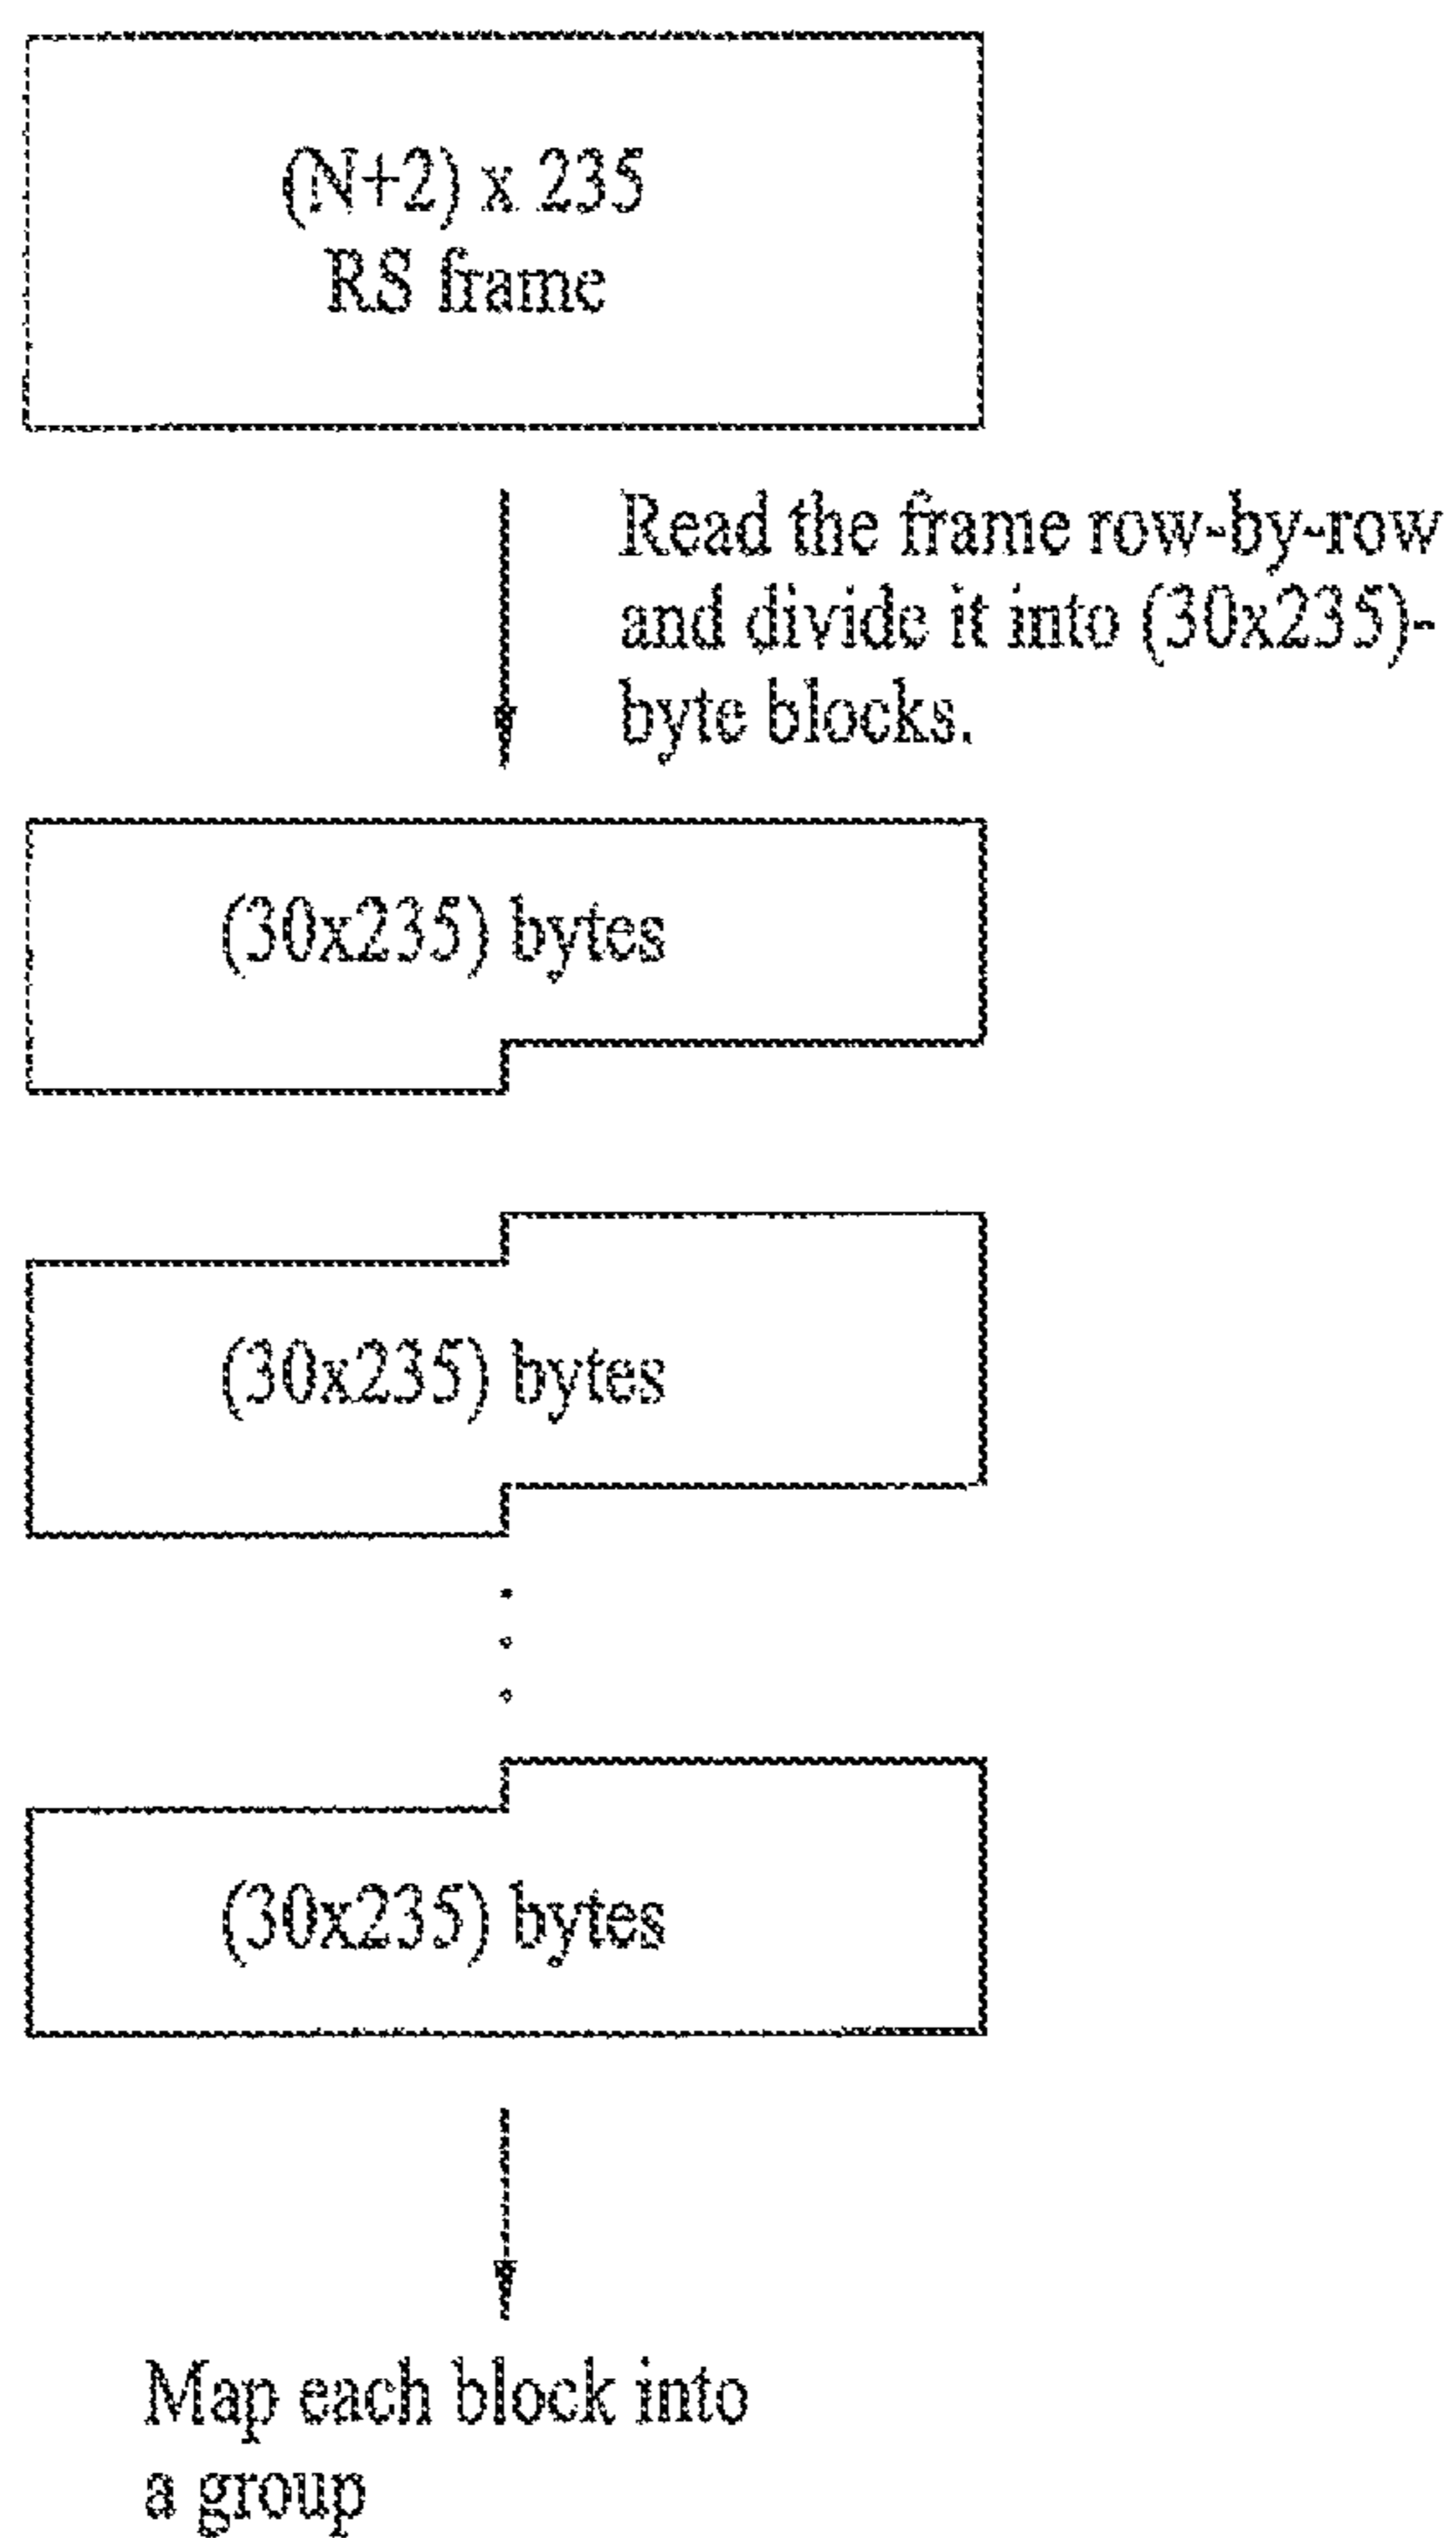 (N+2) x 235
RS frame
Read the frame row-by-row
and divide it into (30x235)-
byte blocks.
(30x235) bytes
(30x235) bytes
(30x235) bytes
Map each block into
a group